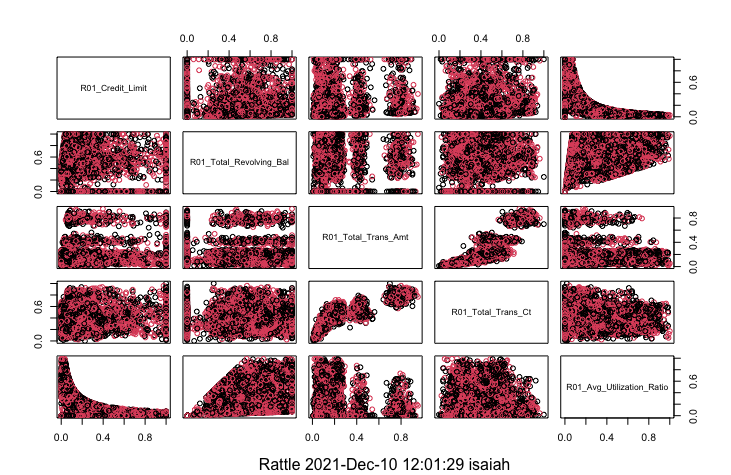 0.0 0.4 0.8
0.0 0.4 0.8
R01_Credit_Limit
0.0 0.6
0.0 0.6
R01_Total_Revolving_Bal
R01_Total_Trans_Amt
0.0 0.4 0.8
0.0 0.6
R01_Total_Trans_Ct
R01_Avg_Utilization_Ratio
0.0 0.6
0.0 0.4 0.8
0.0 0.4 0.8
0.0 0.4 0.8
Rattle 2021-Dec-10 12:01:29 isaiah